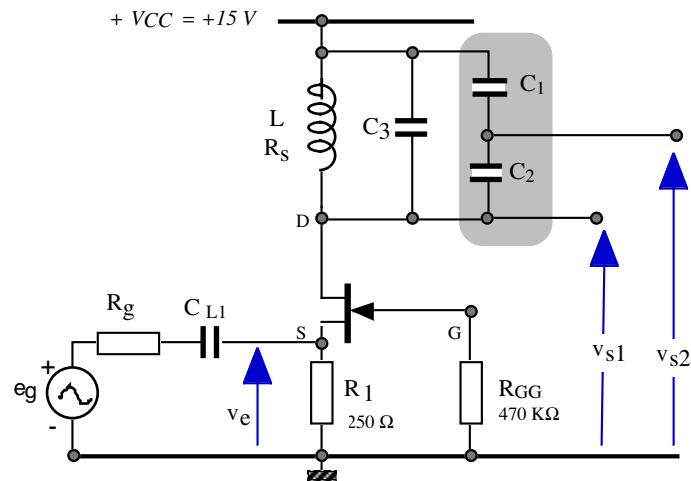 + VCC = +15 V
C1
L
C3
Rs
C2
D
Rg
C L1
S
G
+
eg
-
ve
R1
250 Ω
RGG
470 KΩ
vs1
vs2